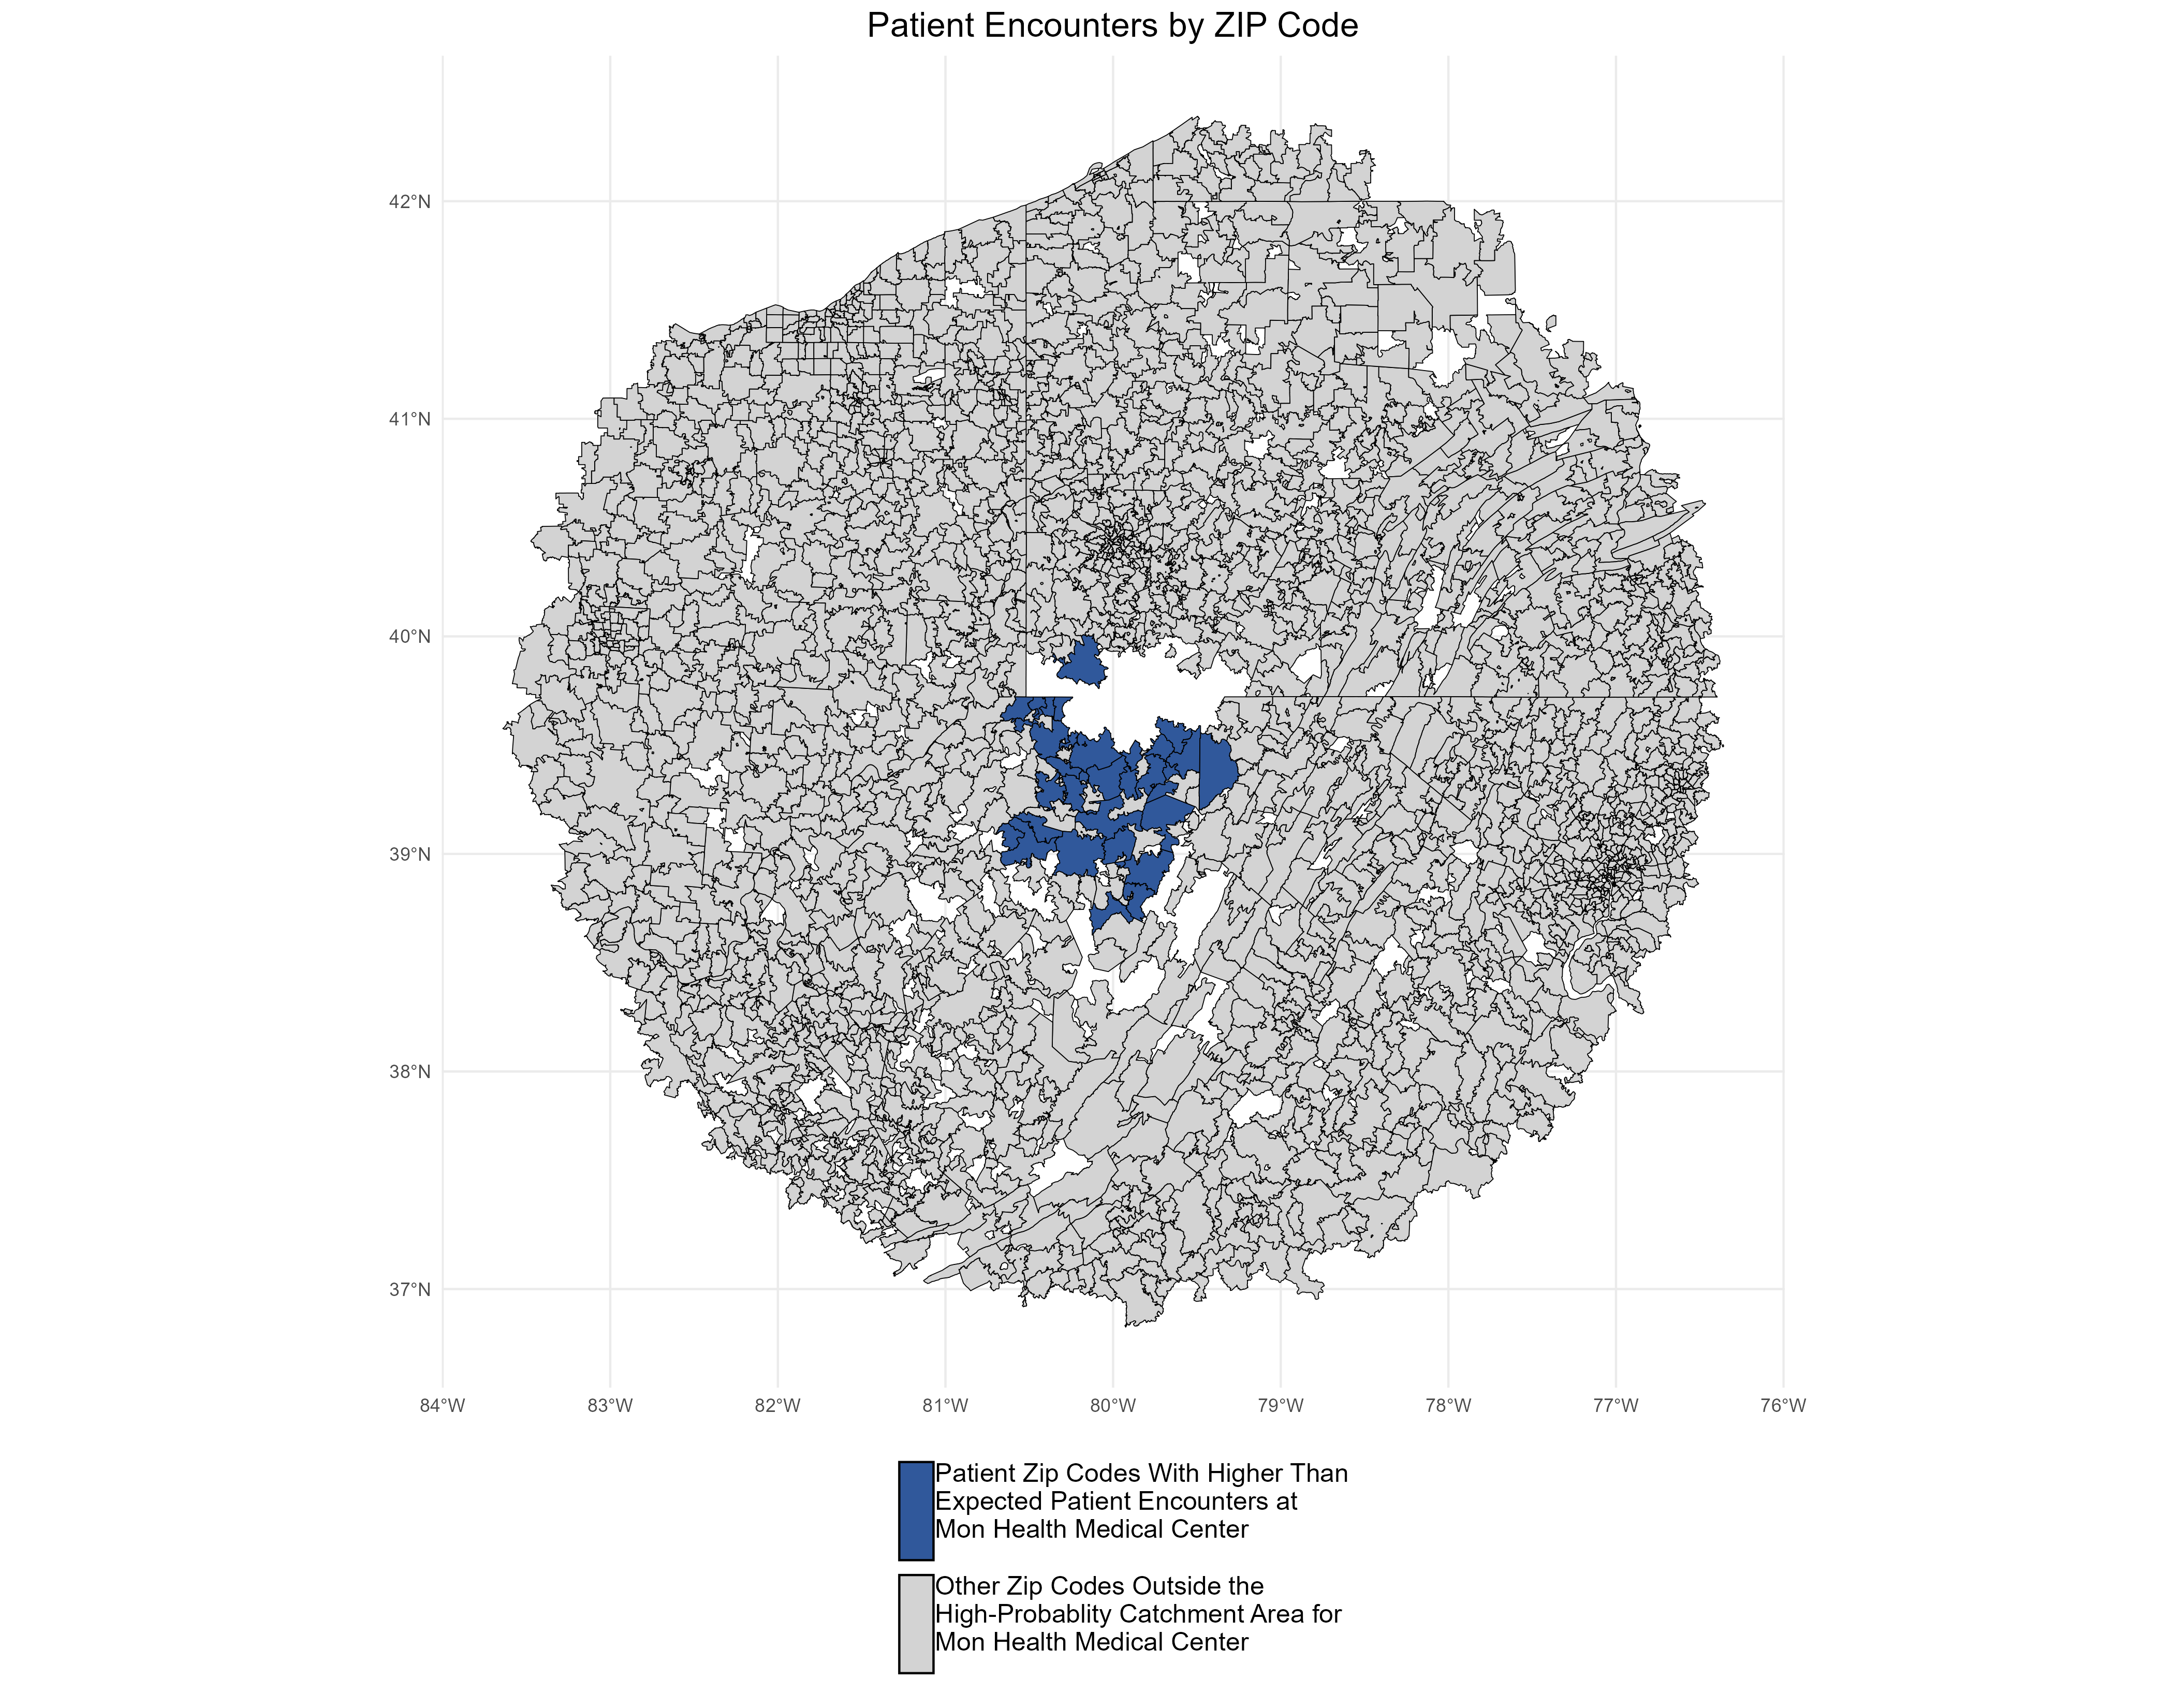 Patient Encounters by ZIP Code
42°N
41°N
40°N
39°N
38°N
37°N
84°W 83°W 82°W 81°W 80°W 79°W 78°W 77°W 76°W
Patient Zip Codes With Higher Than
Expected Patient Encounters at
Mon Health Medical Center
Other Zip Codes Outside the
High-Probablity Catchment Area for
Mon Health Medical Center